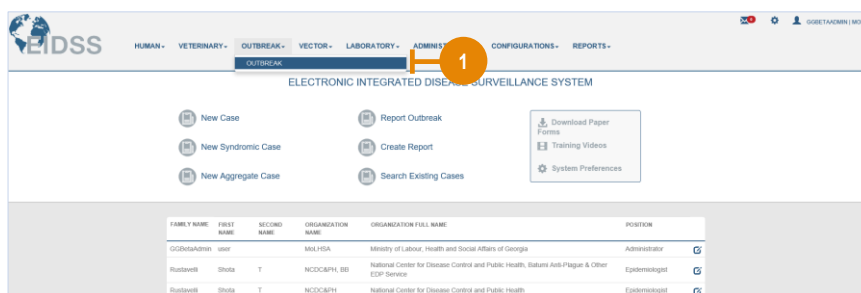 EIDSS
HUMAN VETERINARY OUTBREAK VECTOR LABORATORY ADMINIST CONFIGURATIONS REPORTS
GGBETAADMIN | MO
OUTBREAK
1
ELECTRONIC INTEGRATED DISEASE SURVEILLANCE SYSTEM
New Case Report Outbreak Download Paper Forms
New Syndromic Case Create Report Training Videos
New Aggregate Case Search Existing Cases System Preferences
FAMILY NAME FIRST NAME SECOND NAME ORGANIZATION NAME ORGANIZATION FULL NAME POSITION
GGBetaAdmin user MoLHSA Ministry of Labour, Health and Social Affairs of Georgia Administrator
Rustaveli Shota T NCDC&PH, BB National Center for Disease Control and Public Health, Batumi Anti-Plague & Other EDP Service Epidemiologist
Rustaveli Shota T NCDC&PH National Center for Disease Control and Public Health Epidemiologist